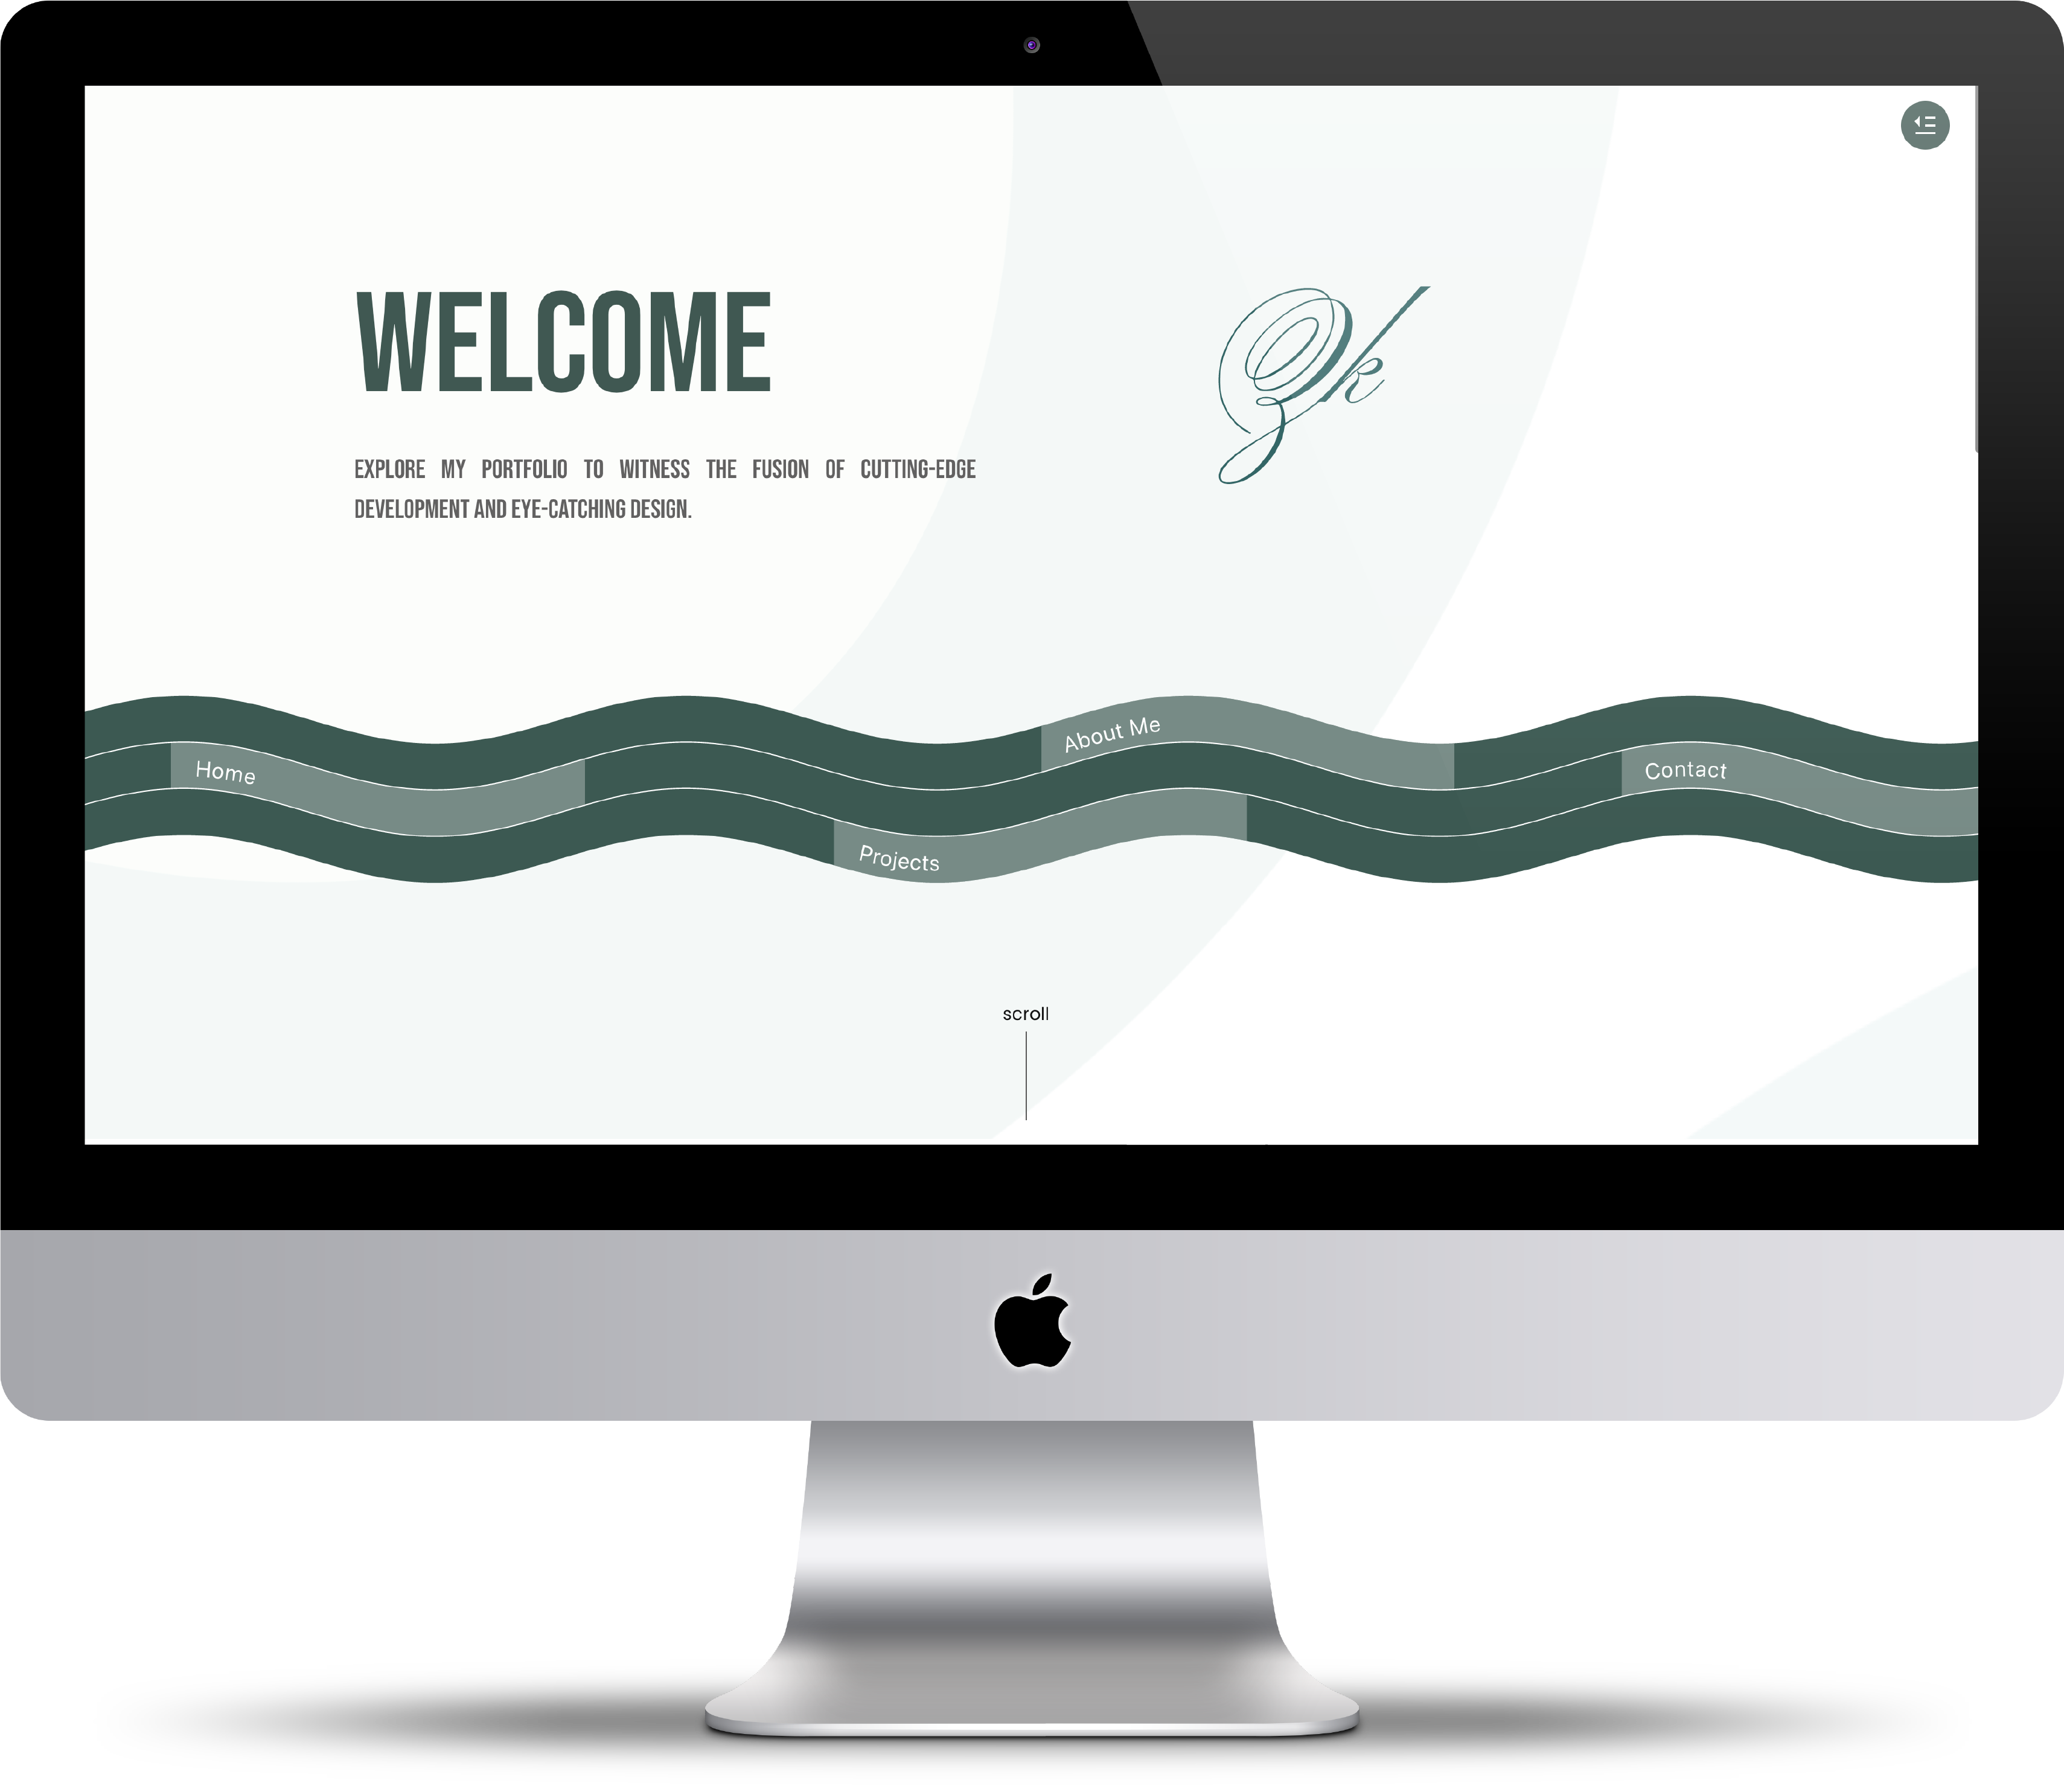 WELCOME
Zk
EXPLORE MY PORTFOLIO TO WITNESS THE FUSION OF CUTTING-EDGE
DEVELOPMENT AND EYE-CATCHING DESIGN.
About Me
Home
Contact
Projects
scroll